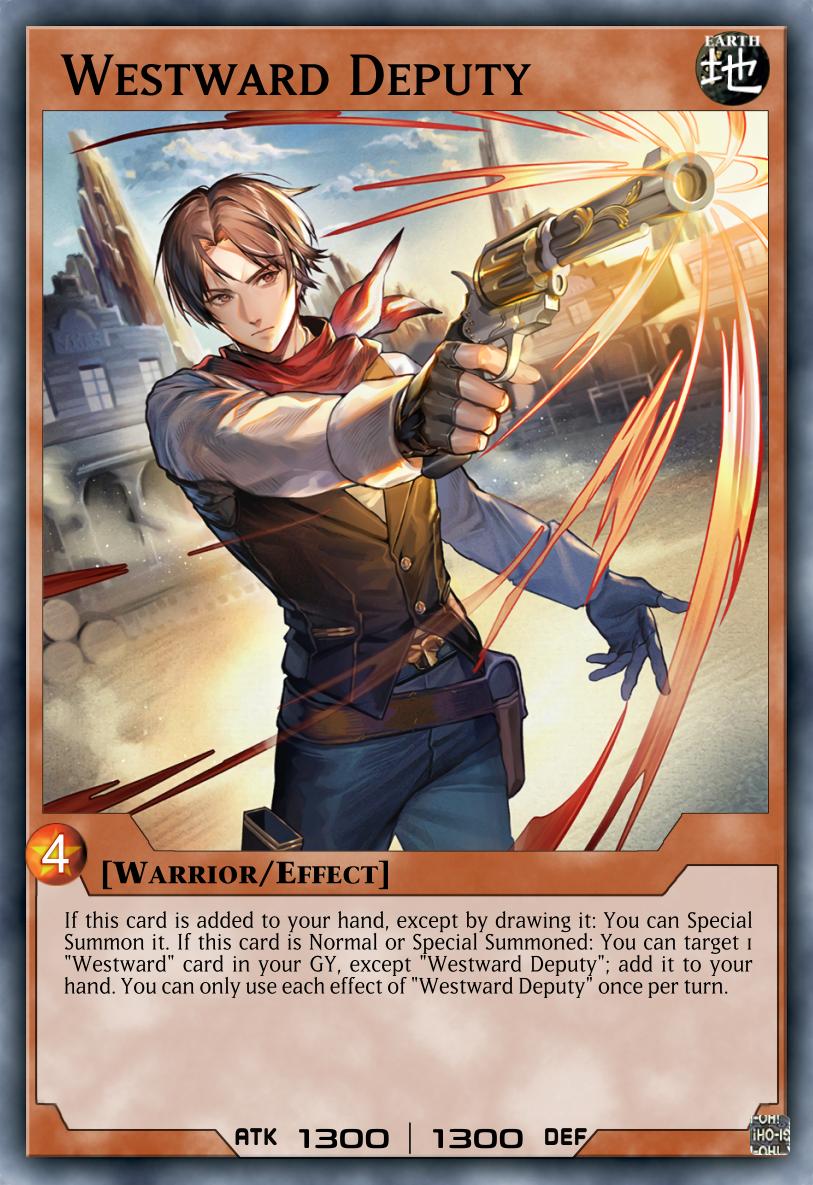 Westward Deputy
EARTH
地
4
[Warrior/Effect]
If this card is added to your hand, except by drawing it: You can Special
Summon it. If this card is Normal or Special Summoned: You can target 1
"Westward" card in your GY, except "Westward Deputy"; add it to your
hand. You can only use each effect of "Westward Deputy" once per turn.
ATK 1300 | 1300 DEF